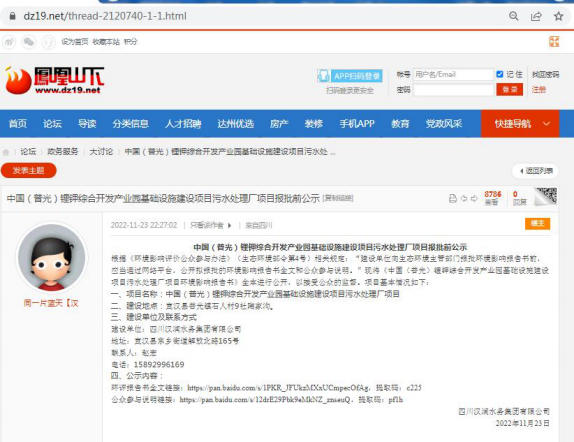 dz19.net/thread-2120740-1-1.html
设为首页 收藏本站 积分
凤凰山下
www.dz19.net
APP扫码登录
扫码登录更安全
帐号 用户名/Email 记住 找回密码
密码 登录 注册
首页 论坛 导读 分类信息 人才招聘 达州优选 房产 装修 手机APP 教育 党政风采 快捷导航
论坛 政务服务 大讨论 中国（普光）锂钾综合开发产业园基础设施建设项目污水处 ...
发表主题 返回列表
中国（普光）锂钾综合开发产业园基础设施建设项目污水处理厂项目报批前公示 [复制链接]
8786 查看 0 回复
同一片蓝天【汉
2022-11-23 22:27:02 | 只看该作者 | 来自四川 楼主
中国（普光）锂钾综合开发产业园基础设施建设项目污水处理厂项目报批前公示
根据《环境影响评价公众参与办法》（生态环境部令第4号）相关规定："建设单位向生态环境主管部门报批环境影响报告书前，
应当通过网络平台，公开拟报批的环境影响报告书全文和公众参与说明。"现将《中国（普光）锂钾综合开发产业园基础设施建设
项目污水处理厂项目环境影响报告书》全本进行公开，以接受公众的监督。项目基本情况如下：
一、项目名称：中国（普光）锂钾综合开发产业园基础设施建设项目污水处理厂项目
二、建设地点：宣汉县普光镇石人村9社陶家沟。
三、建设单位及联系方式
建设单位：四川汉润水务集团有限公司
地址：宣汉县东乡街道解放北路165号
联系人：赵宏
电话：15892996169
四、公示内容：
环评报告书全文链接：https://pan.baidu.com/s/1PKR_JFUkzMXxUCmpecOfAg，提取码：c225
公众参与说明链接：https://pan.baidu.com/s/12drE29Pbk9eMkNZ_znseuQ，提取码：pf1h
四川汉润水务集团有限公司
2022年11月23日